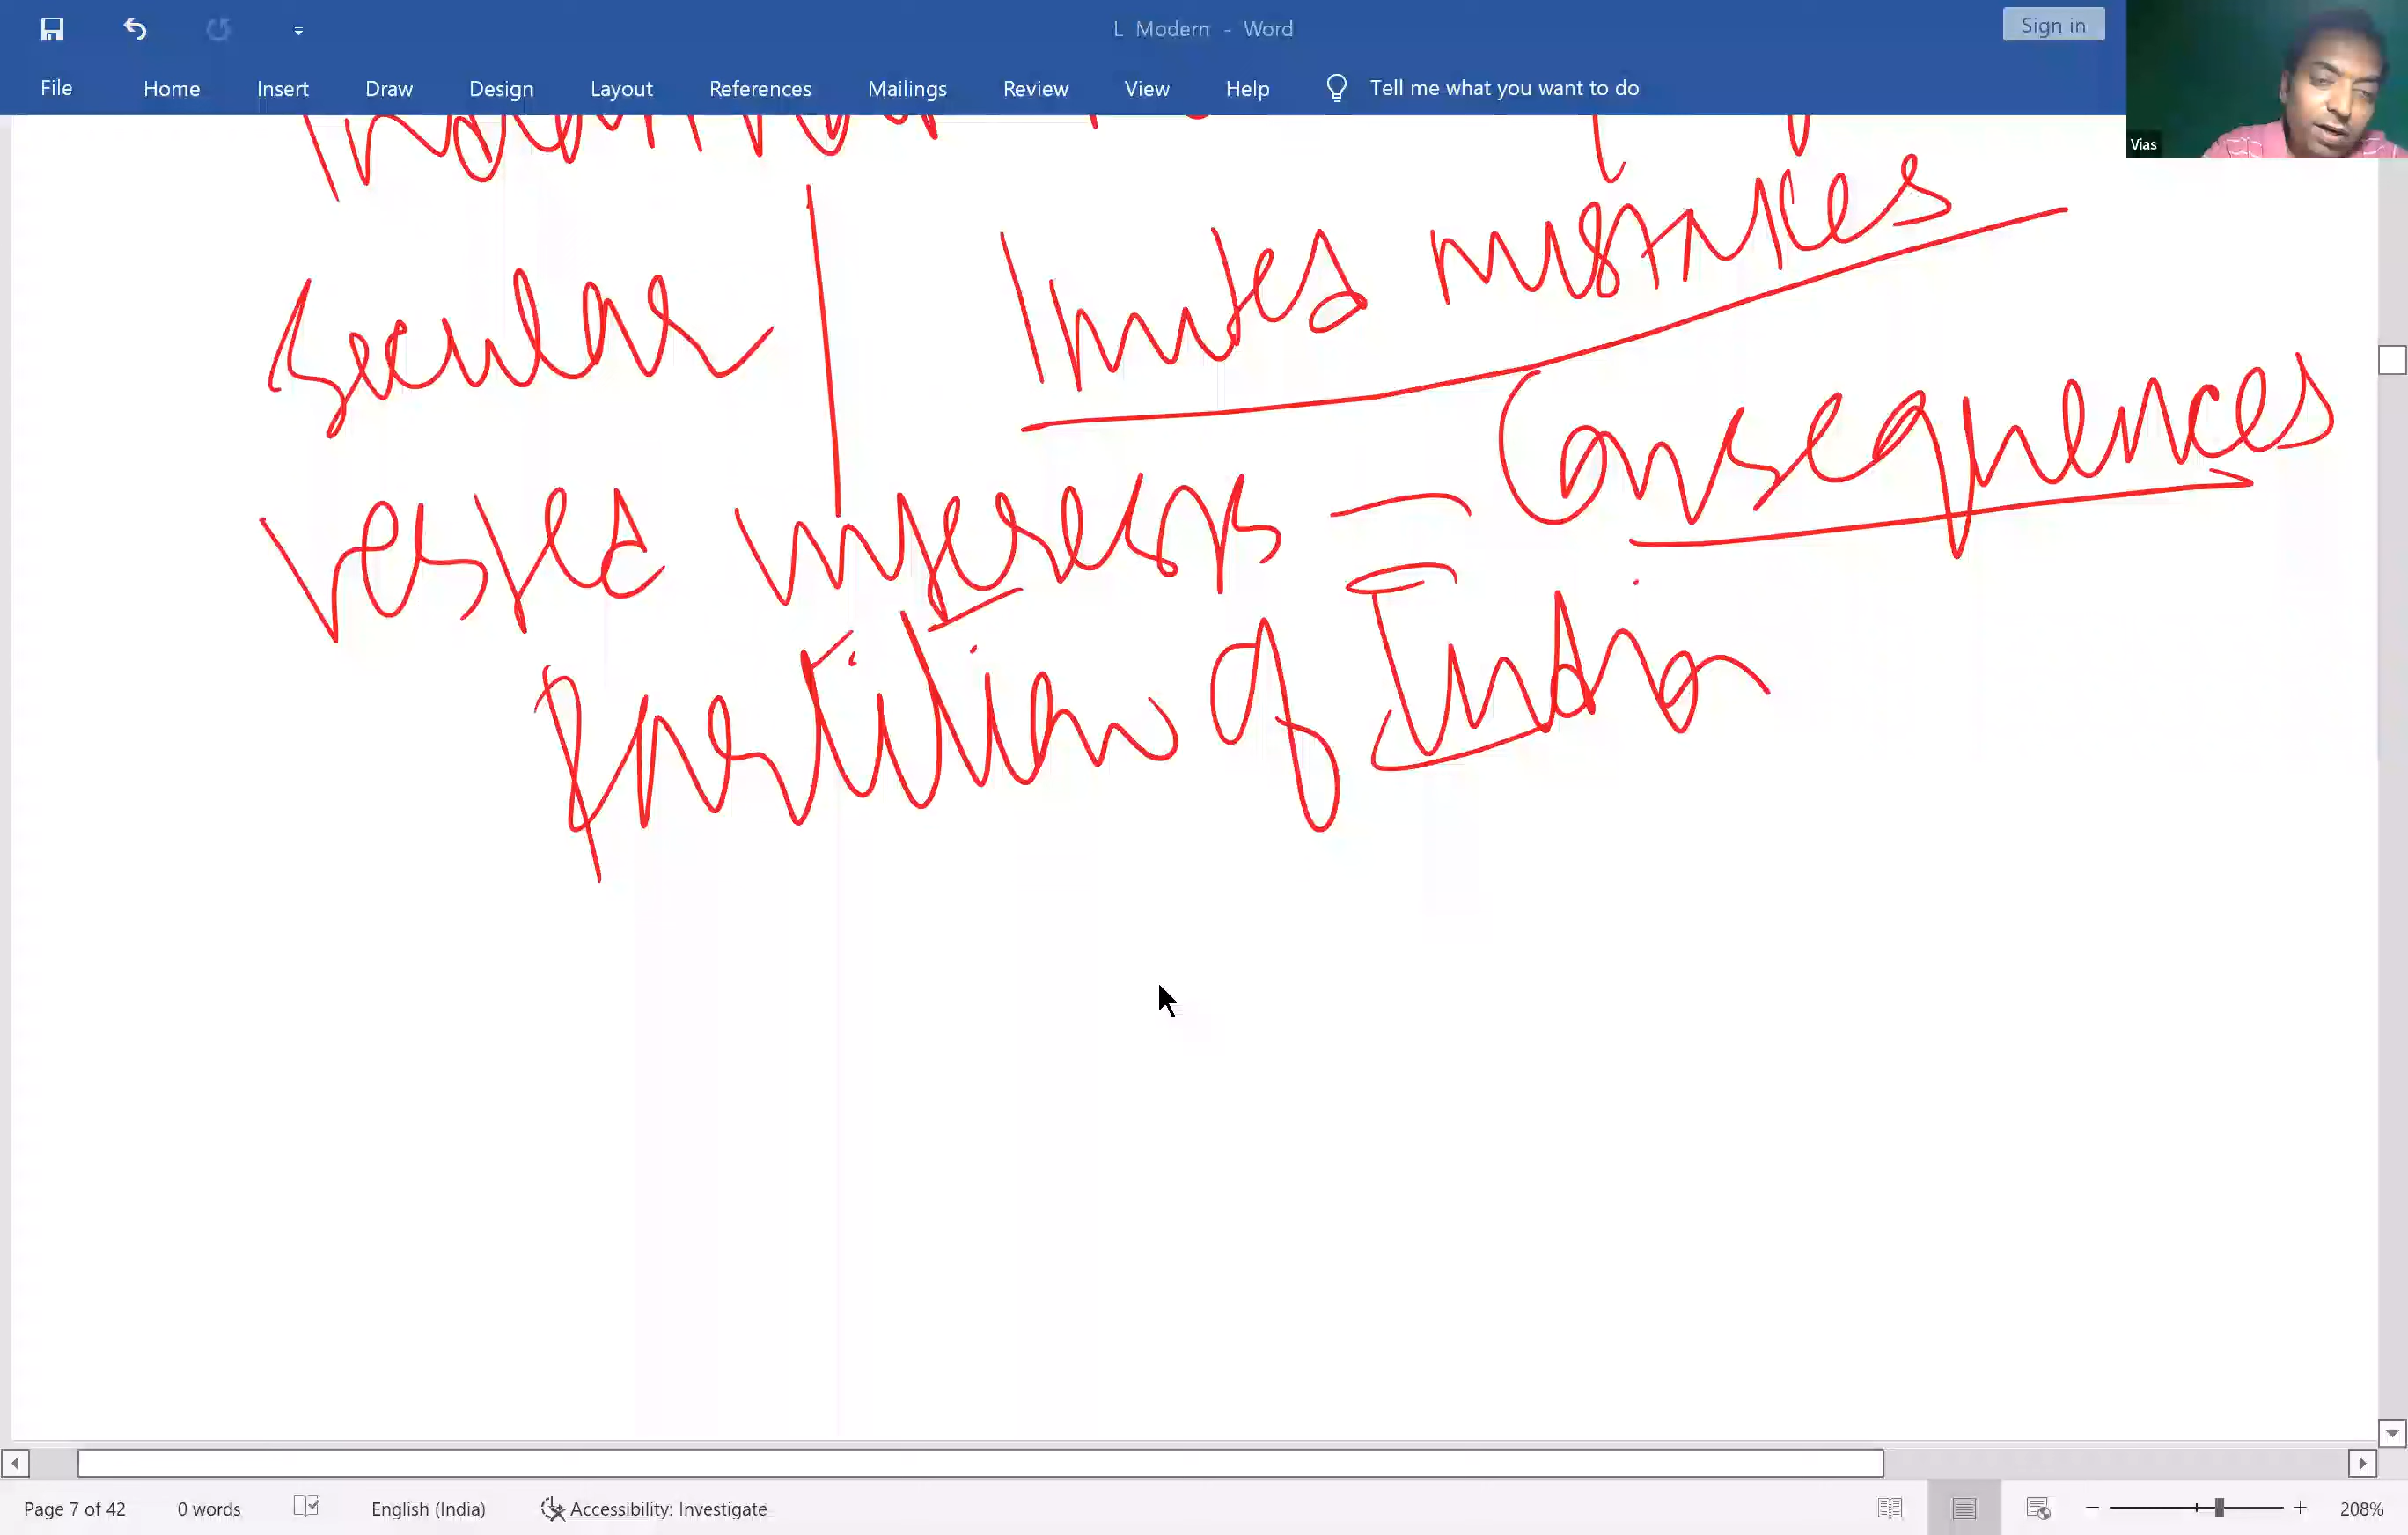 L Modern - Word
Sign in
File Home Insert Draw Design Layout References Mailings Review View Help Tell me what you want to do
Vias
mistakes
Secular
Consequences
vested interests
partition of India
Page 7 of 42 0 words English (India) Accessibility: Investigate 208%